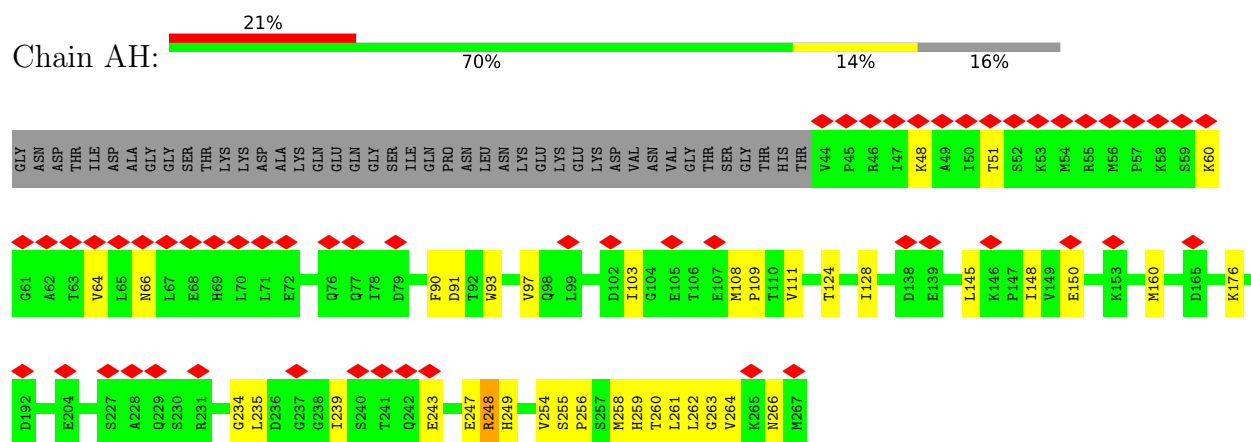 21%
Chain AH:
70% 14% 16%
GLY ASN ASP THR ILE ASP ALA GLY GLY SER THR LYS LYS ASP ALA LYS GLN GLU GLN GLY SER ILE GLN PRO ASN LEU ASN LYS GLU LYS GLU LYS ASP VAL ASN VAL GLY THR SER GLY THR HIS THR V44 P45 R46 I47 K48 A49 I50 T51 S52 K53 M54 R55 M56 P57 K58 S59 K60
G61 A62 T63 V64 L65 N66 L67 E68 H69 L70 L71 E72 Q76 Q77 I78 D79 F90 D91 T92 W93 V97 Q98 L99 D102 I103 G104 E105 T106 E107 M108 P109 T110 V111 T124 I128 D138 E139 L145 K146 P147 I148 V149 E150 K153 M160 D165 K176
D192 E204 S227 A228 Q229 S230 R231 G234 L235 D236 G237 G238 I239 S240 T241 Q242 E243 E247 R248 H249 V254 S255 P256 S257 M258 H259 T260 L261 L262 G263 V264 K265 N266 M267